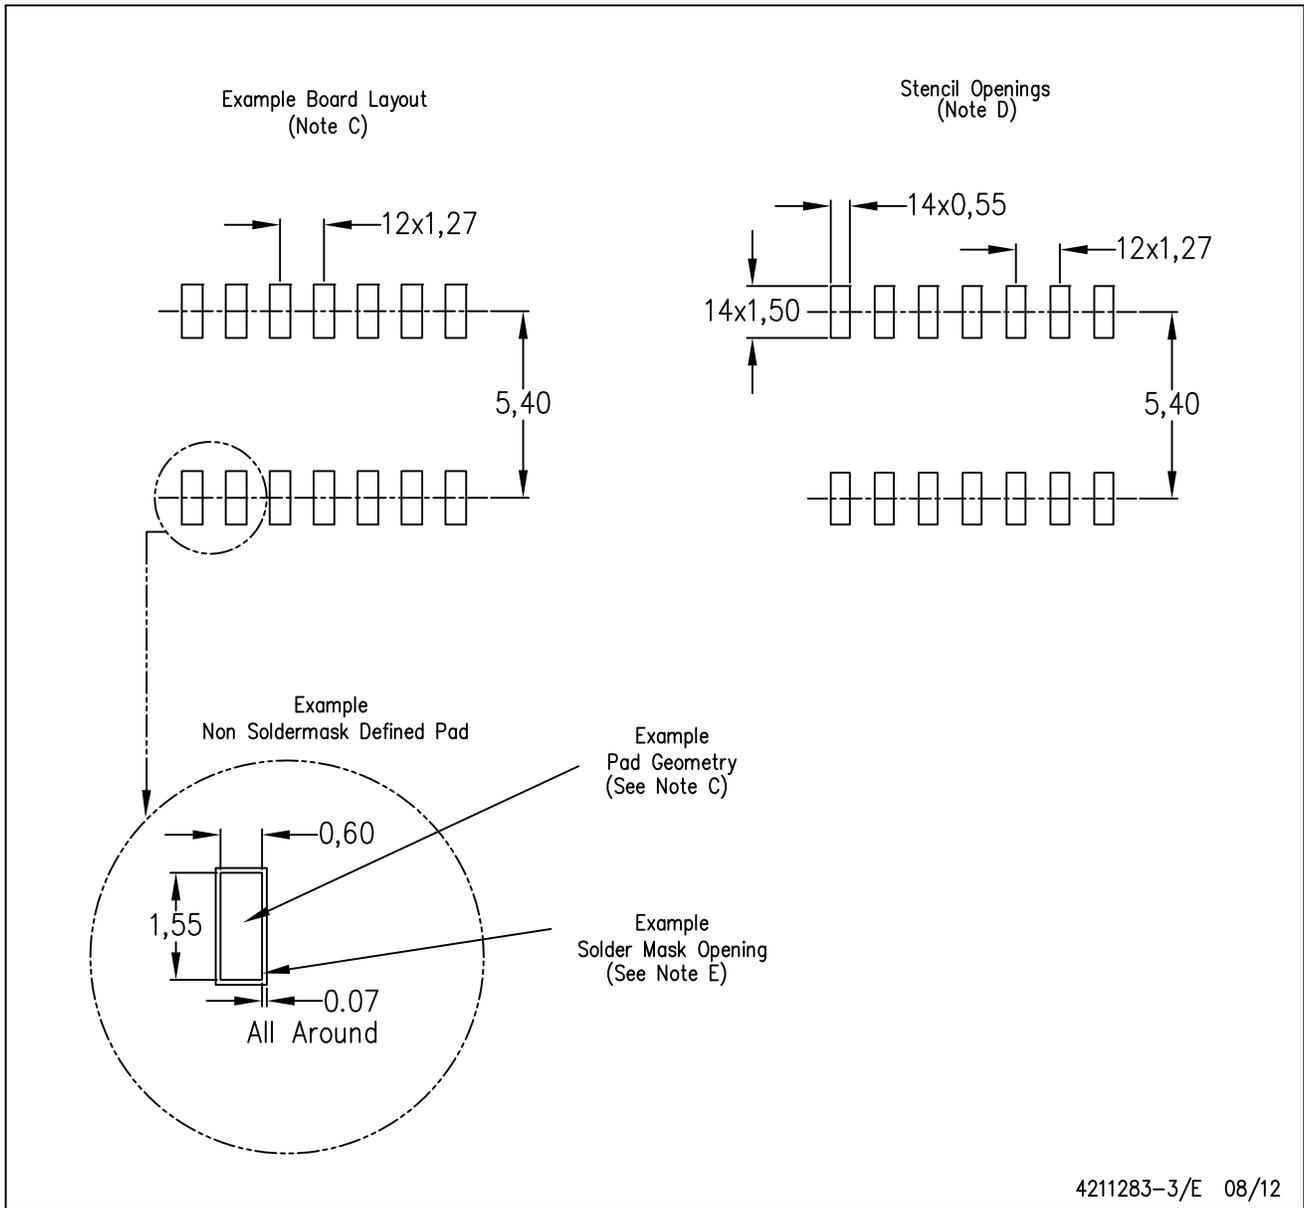 Example Board Layout
(Note C)
Stencil Openings
(Note D)
12x1,27
5,40
14x0,55
12x1,27
14x1,50
5,40
Example
Non Soldermask Defined Pad
Example
Pad Geometry
(See Note C)
0,60
1,55
Example
Solder Mask Opening
(See Note E)
0.07
All Around
4211283-3/E 08/12